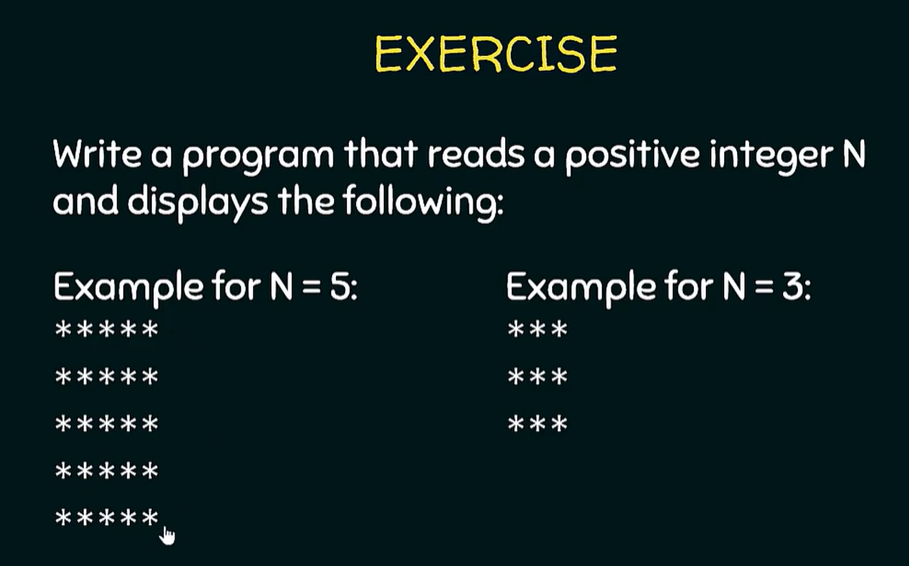 EXERCISE
Write a program that reads a positive integer N
and displays the following:
Example for N = 5:
*****
*****
*****
*****
*****
Example for N = 3:
***
***
***